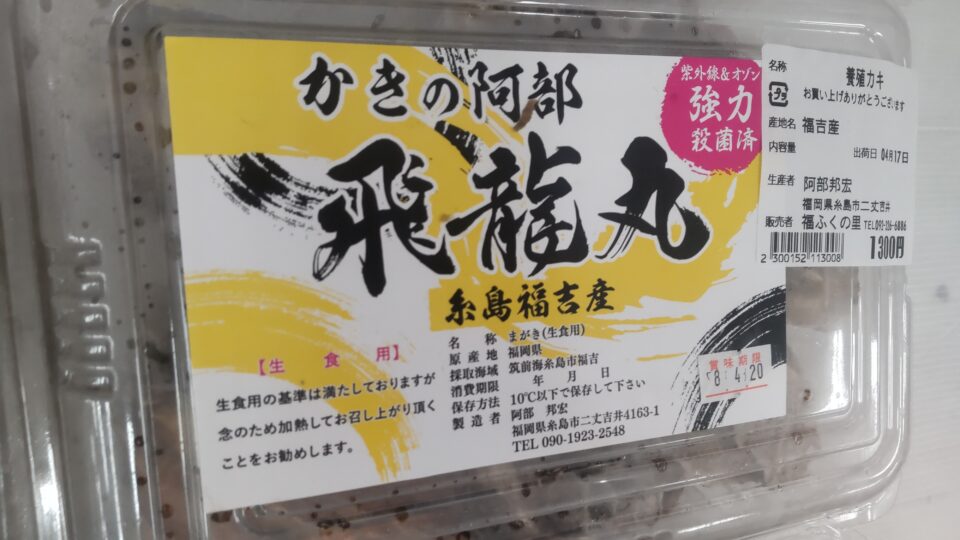 かきの阿部
飛龍丸
糸島福吉産
紫外線&オゾン
強力
殺菌済
【生食用】
生食用の基準は満たしておりますが
念のため加熱してお召し上がり頂く
ことをお勧めします。
名称 まがき(生食用)
原産地 福岡県
採取海域 筑前海糸島市福吉
消費期限 年 月 日
保存方法 10℃以下で保存して下さい
製造者 阿部 邦宏
福岡県糸島市二丈吉井4163-1
TEL 090-1923-2548
賞味期限
8.4.20
名称 養殖カキ
プラ お買い上げありがとうございます
産地名 福吉産
内容量 出荷日 04月17日
生産者 阿部邦宏
福岡県糸島市二丈吉井
販売者 福ふくの里 TEL092-326-6886
1300円
2 300152 113008